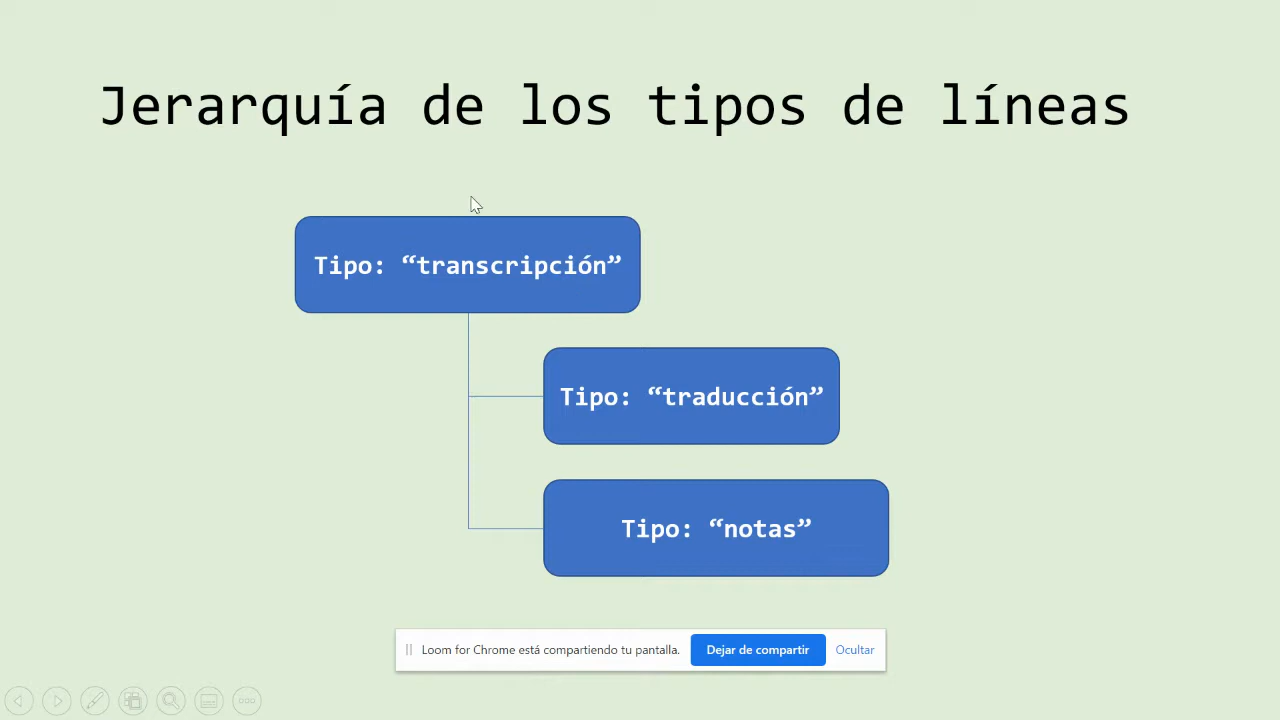 Jerarquía de los tipos de líneas
Tipo: “transcripción”
Tipo: “traducción”
Tipo: “notas”
Loom for Chrome está compartiendo tu pantalla. Dejar de compartir Ocultar